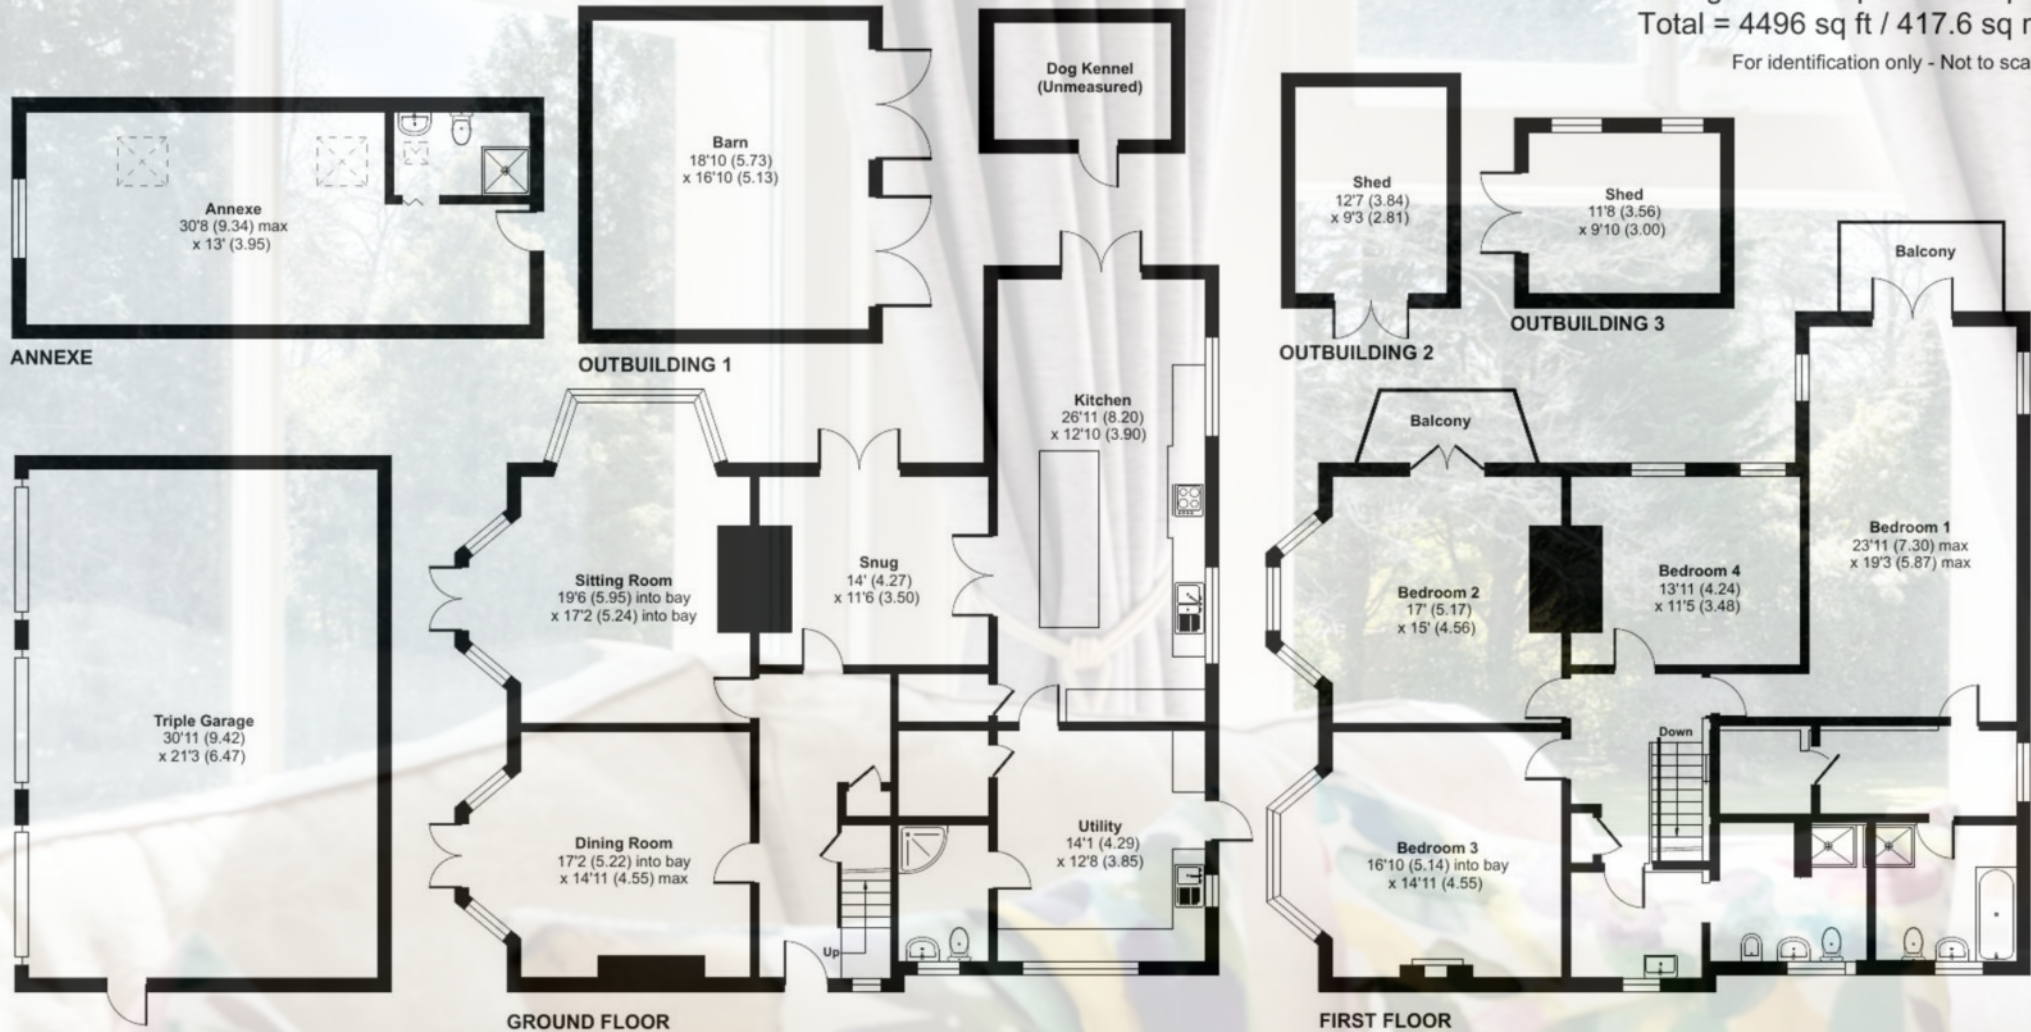 Total = 4496 sq ft / 417.6 sq
For identification only - Not to
Dog Kennel
(Unmeasured)
Barn
18'10 (5.73)
x 16'10 (5.13)
Annexe
30'8 (9.34) max
x 13' (3.95)
Shed
12'7 (3.84)
x 9'3 (2.81)
Shed
11'8 (3.56)
x 9'10 (3.00)
Balcony
ANNEXE
OUTBUILDING 1
OUTBUILDING 2
OUTBUILDING 3
Kitchen
26'11 (8.20)
x 12'10 (3.90)
Balcony
Sitting Room
19'6 (5.95) into bay
x 17'2 (5.24) into bay
Snug
14' (4.27)
x 11'6 (3.50)
Bedroom 2
17' (5.17)
x 15' (4.56)
Bedroom 4
13'11 (4.24)
x 11'5 (3.48)
Bedroom 1
23'11 (7.30) max
x 19'3 (5.87) max
Triple Garage
30'11 (9.42)
x 21'3 (6.47)
Down
Dining Room
17'2 (5.22) into bay
x 14'11 (4.55) max
Utility
14'1 (4.29)
x 12'8 (3.85)
Bedroom 3
16'10 (5.14) into bay
x 14'11 (4.55)
Up
GROUND FLOOR
FIRST FLOOR